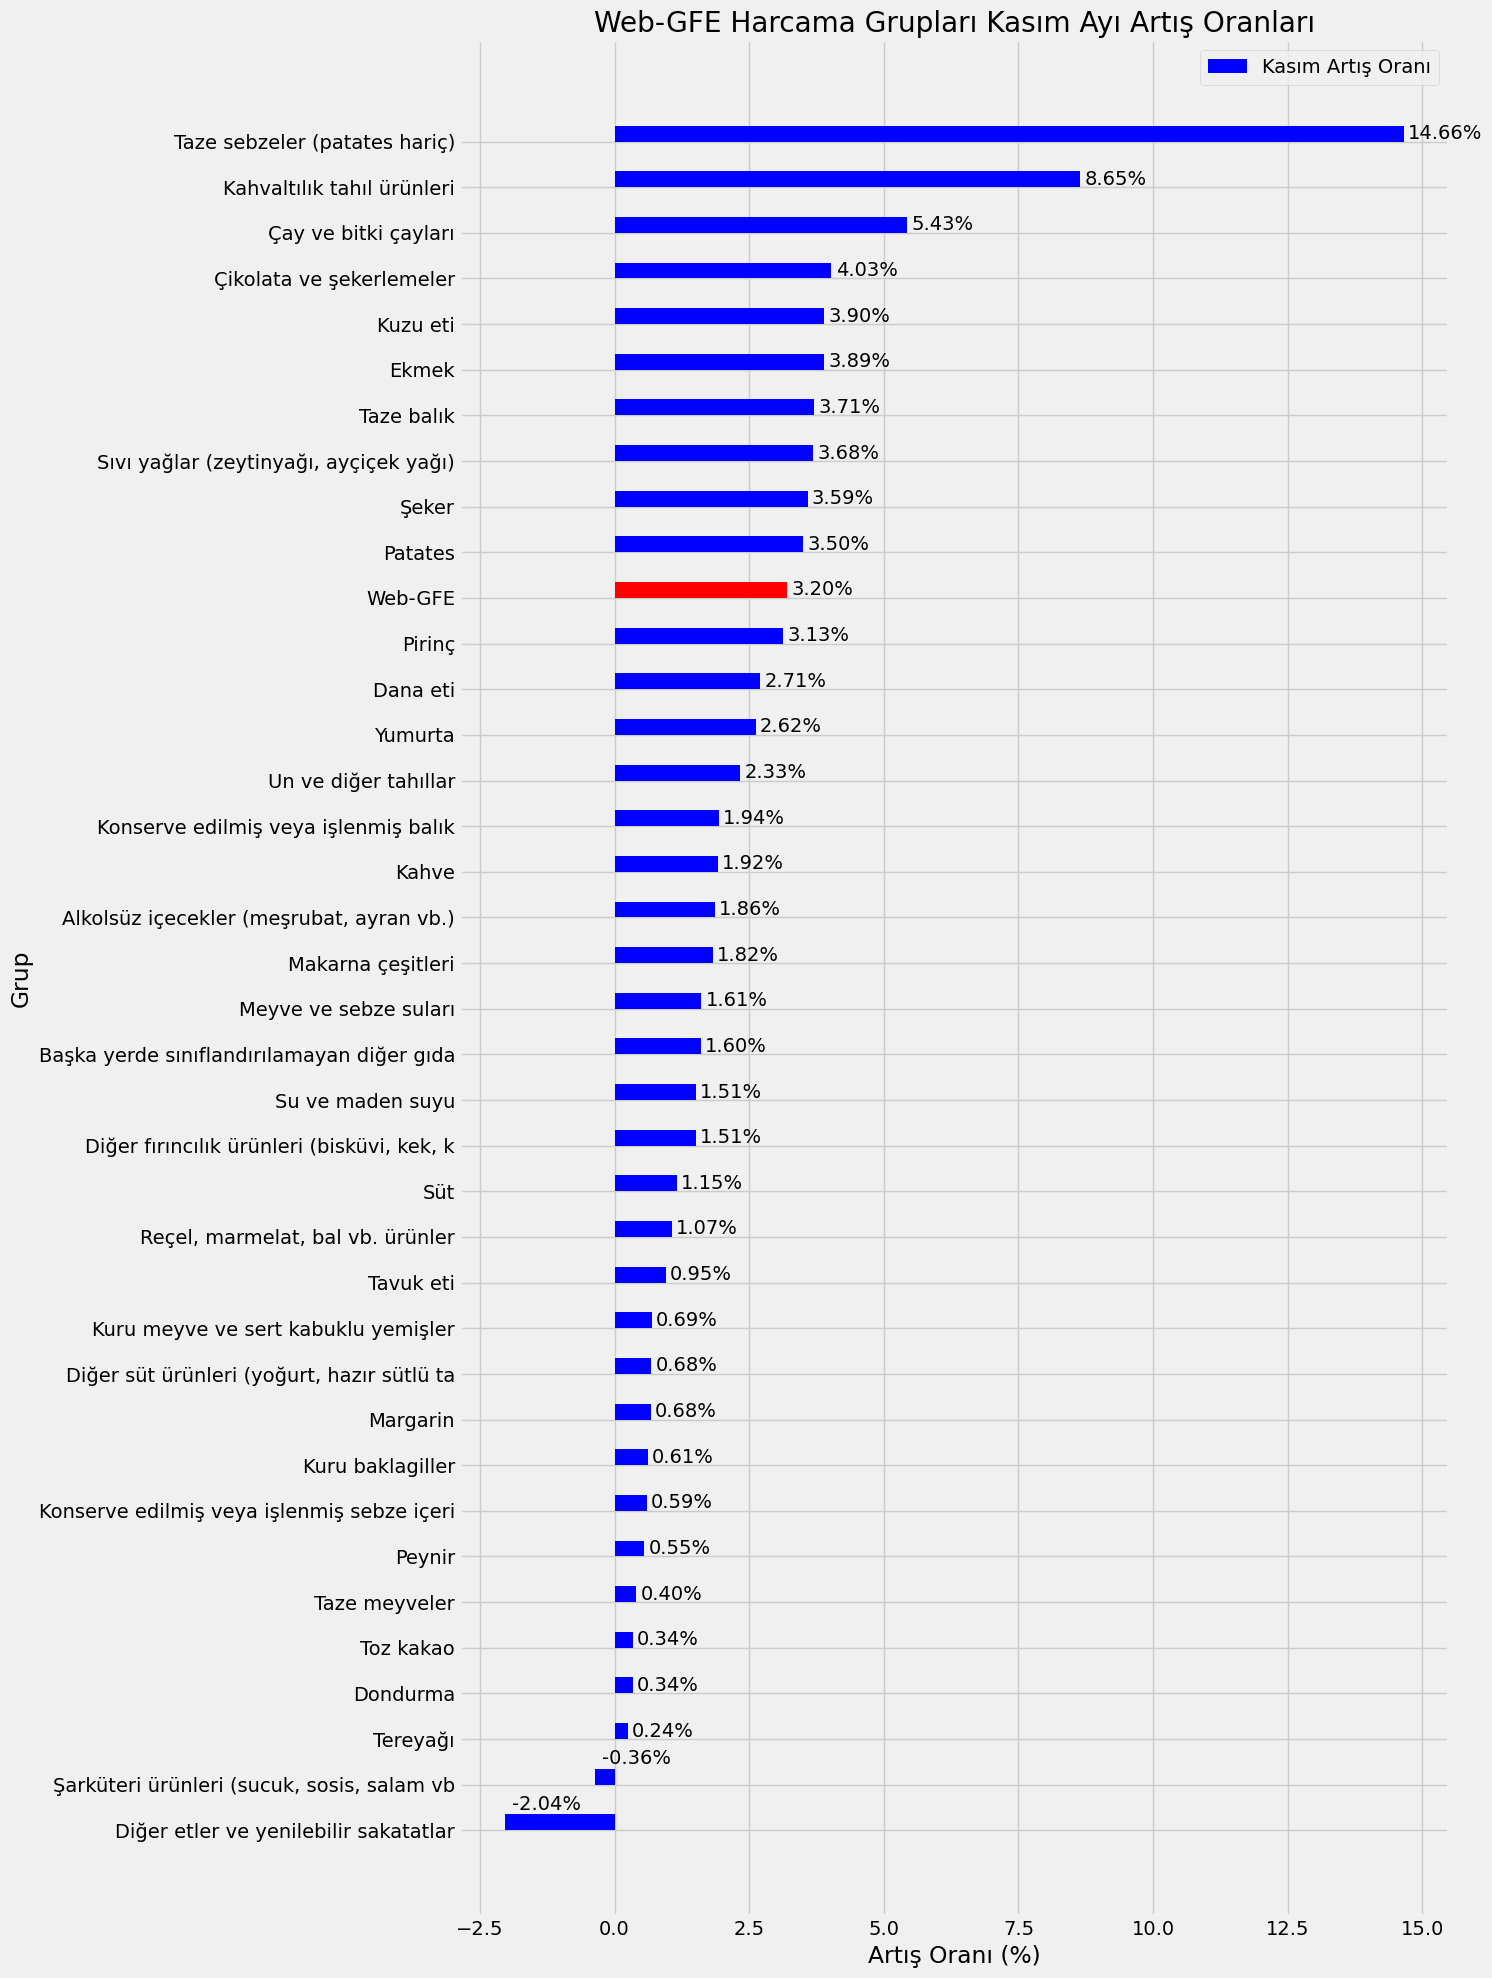 Web-GFE Harcama Grupları Kasım Ayı Artış Oranları
Kasım Artış Oranı
Taze sebzeler (patates hariç) 14.66%
Kahvaltılık tahıl ürünleri 8.65%
Çay ve bitki çayları 5.43%
Çikolata ve şekerlemeler 4.03%
Kuzu eti 3.90%
Ekmek 3.89%
Taze balık 3.71%
Sıvı yağlar (zeytinyağı, ayçiçek yağı) 3.68%
Şeker 3.59%
Patates 3.50%
Web-GFE 3.20%
Pirinç 3.13%
Dana eti 2.71%
Yumurta 2.62%
Un ve diğer tahıllar 2.33%
Konserve edilmiş veya işlenmiş balık 1.94%
Kahve 1.92%
Alkolsüz içecekler (meşrubat, ayran vb.) 1.86%
Makarna çeşitleri 1.82%
Meyve ve sebze suları 1.61%
Başka yerde sınıflandırılamayan diğer gıda 1.60%
Su ve maden suyu 1.51%
Diğer fırıncılık ürünleri (bisküvi, kek, k 1.51%
Süt 1.15%
Reçel, marmelat, bal vb. ürünler 1.07%
Tavuk eti 0.95%
Kuru meyve ve sert kabuklu yemişler 0.69%
Diğer süt ürünleri (yoğurt, hazır sütlü ta 0.68%
Margarin 0.68%
Kuru baklagiller 0.61%
Konserve edilmiş veya işlenmiş sebze içeri 0.59%
Peynir 0.55%
Taze meyveler 0.40%
Toz kakao 0.34%
Dondurma 0.34%
Tereyağı 0.24%
Şarküteri ürünleri (sucuk, sosis, salam vb -0.36%
Diğer etler ve yenilebilir sakatatlar -2.04%
Grup
−2.5 0.0 2.5 5.0 7.5 10.0 12.5 15.0
Artış Oranı (%)